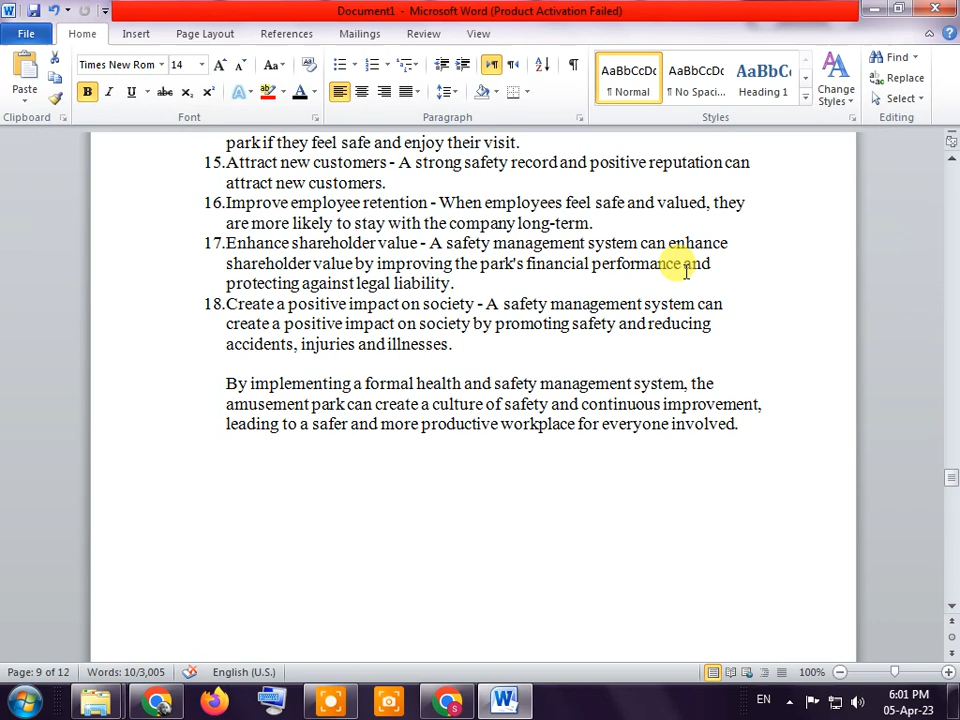 Document1 - Microsoft Word (Product Activation Failed)
File Home Insert Page Layout References Mailings Review View
Paste
Times New Rom 14 Aa
B I U abc x₂ x² A A
AaBbCcDc AaBbCcDc AaBbC
¶ Normal ¶ No Spaci... Heading 1
Change Styles
Find
Replace
Select
Clipboard Font Paragraph Styles Editing
park if they feel safe and enjoy their visit.
15.Attract new customers - A strong safety record and positive reputation can
attract new customers.
16.Improve employee retention - When employees feel safe and valued, they
are more likely to stay with the company long-term.
17.Enhance shareholder value - A safety management system can enhance
shareholder value by improving the park's financial performance and
protecting against legal liability.
18.Create a positive impact on society - A safety management system can
create a positive impact on society by promoting safety and reducing
accidents, injuries and illnesses.
By implementing a formal health and safety management system, the
amusement park can create a culture of safety and continuous improvement,
leading to a safer and more productive workplace for everyone involved.
Page: 9 of 12 Words: 10/3,005 English (U.S.) 100%
EN 6:01 PM
05-Apr-23